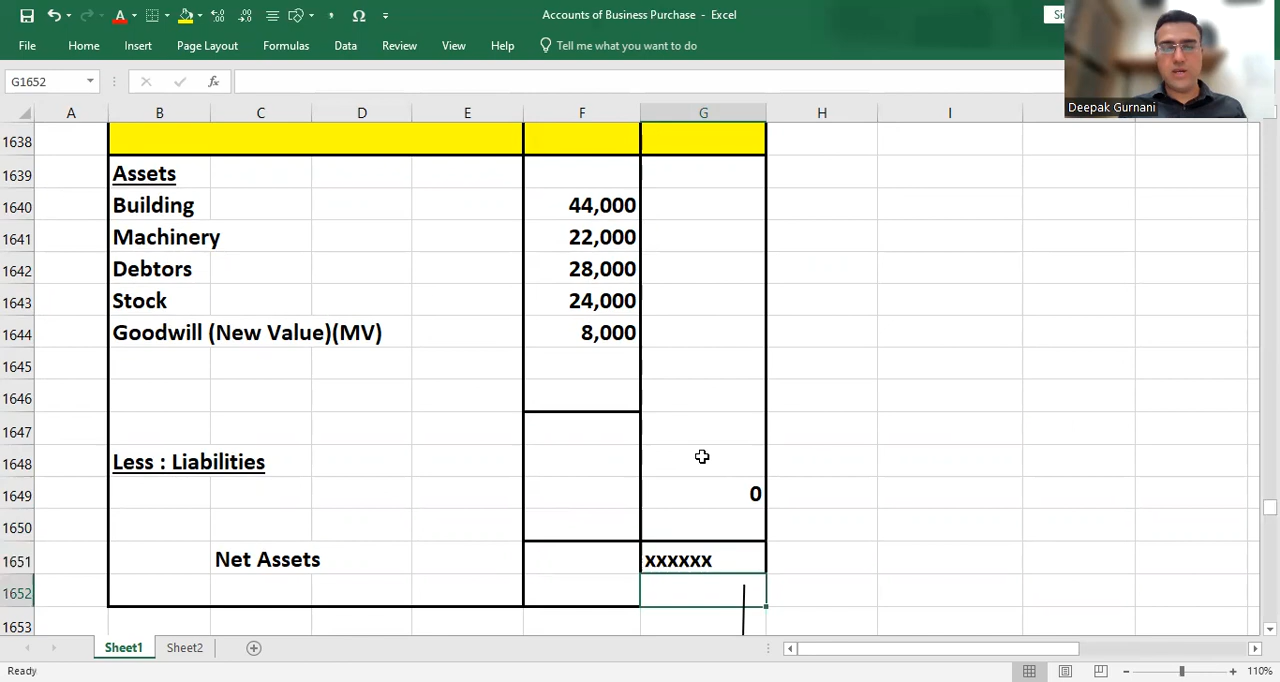 Accounts of Business Purchase - Excel
File Home Insert Page Layout Formulas Data Review View Help Tell me what you want to do
Deepak Gurnani
G1652 fx
A B C D E F G H I
1638
1639 Assets
1640 Building 44,000
1641 Machinery 22,000
1642 Debtors 28,000
1643 Stock 24,000
1644 Goodwill (New Value)(MV) 8,000
1645
1646
1647
1648 Less : Liabilities
1649 0
1650
1651 Net Assets xxxxxx
1652
1653
Sheet1 Sheet2
Ready 110%